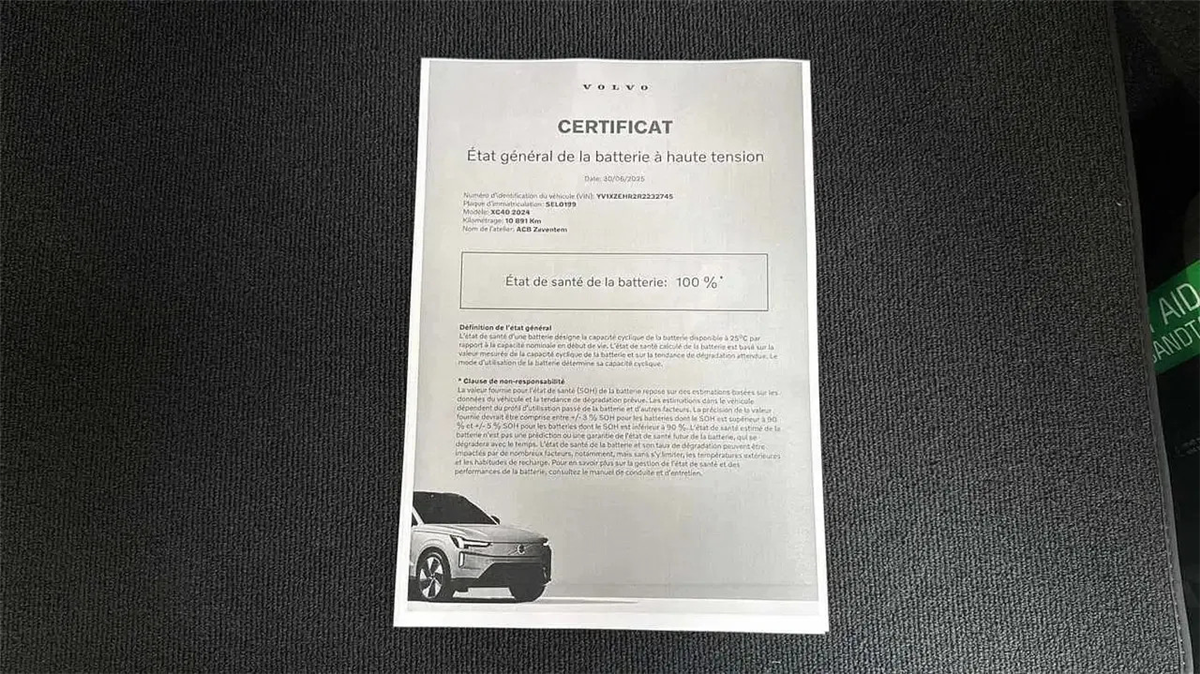 VOLVO
CERTIFICAT
État général de la batterie à haute tension
Date: 30/06/2025
Numéro d'identification du véhicule (VIN): YV1XZEHR2R2232745
Plaque d'immatriculation: SEL0199
Modèle: XC40 2024
Kilométrage: 10 891 Km
Nom de l'atelier: ACB Zaventem
État de santé de la batterie: 100 %*
Définition de l'état général
L'état de santé d'une batterie désigne la capacité cyclique de la batterie disponible à 25°C par
rapport à la capacité nominale en début de vie. L'état de santé calculé de la batterie est basé sur la
valeur mesurée de la capacité cyclique de la batterie et sur la tendance de dégradation attendue. Le
mode d'utilisation de la batterie détermine sa capacité cyclique.
* Clause de non-responsabilité
La valeur fournie pour l'état de santé (SOH) de la batterie repose sur des estimations basées sur les
données du véhicule et la tendance de dégradation prévue. Les estimations dans le véhicule
dépendent du profil d'utilisation passé de la batterie et d'autres facteurs. La précision de la valeur
fournie devrait être comprise entre +/-3 % SOH pour les batteries dont le SOH est supérieur à 90
% et +/- 5 % SOH pour les batteries dont le SOH est inférieur à 90 %. L'état de santé estimé de la
batterie n'est pas une prédiction ou une garantie de l'état de santé futur de la batterie, qui se
dégradera avec le temps. L'état de santé de la batterie et son taux de dégradation peuvent être
impactés par de nombreux facteurs, notamment, mais sans s'y limiter, les températures extérieures
et les habitudes de recharge. Pour en savoir plus sur la gestion de l'état de santé et des
performances de la batterie, consultez le manuel de conduite et d'entretien.
AID